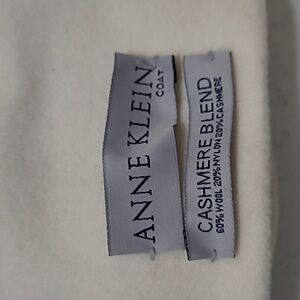 ANNE KLEIN
COAT
CASHMERE BLEND
60% WOOL 20% NYLON 20% CASHMERE